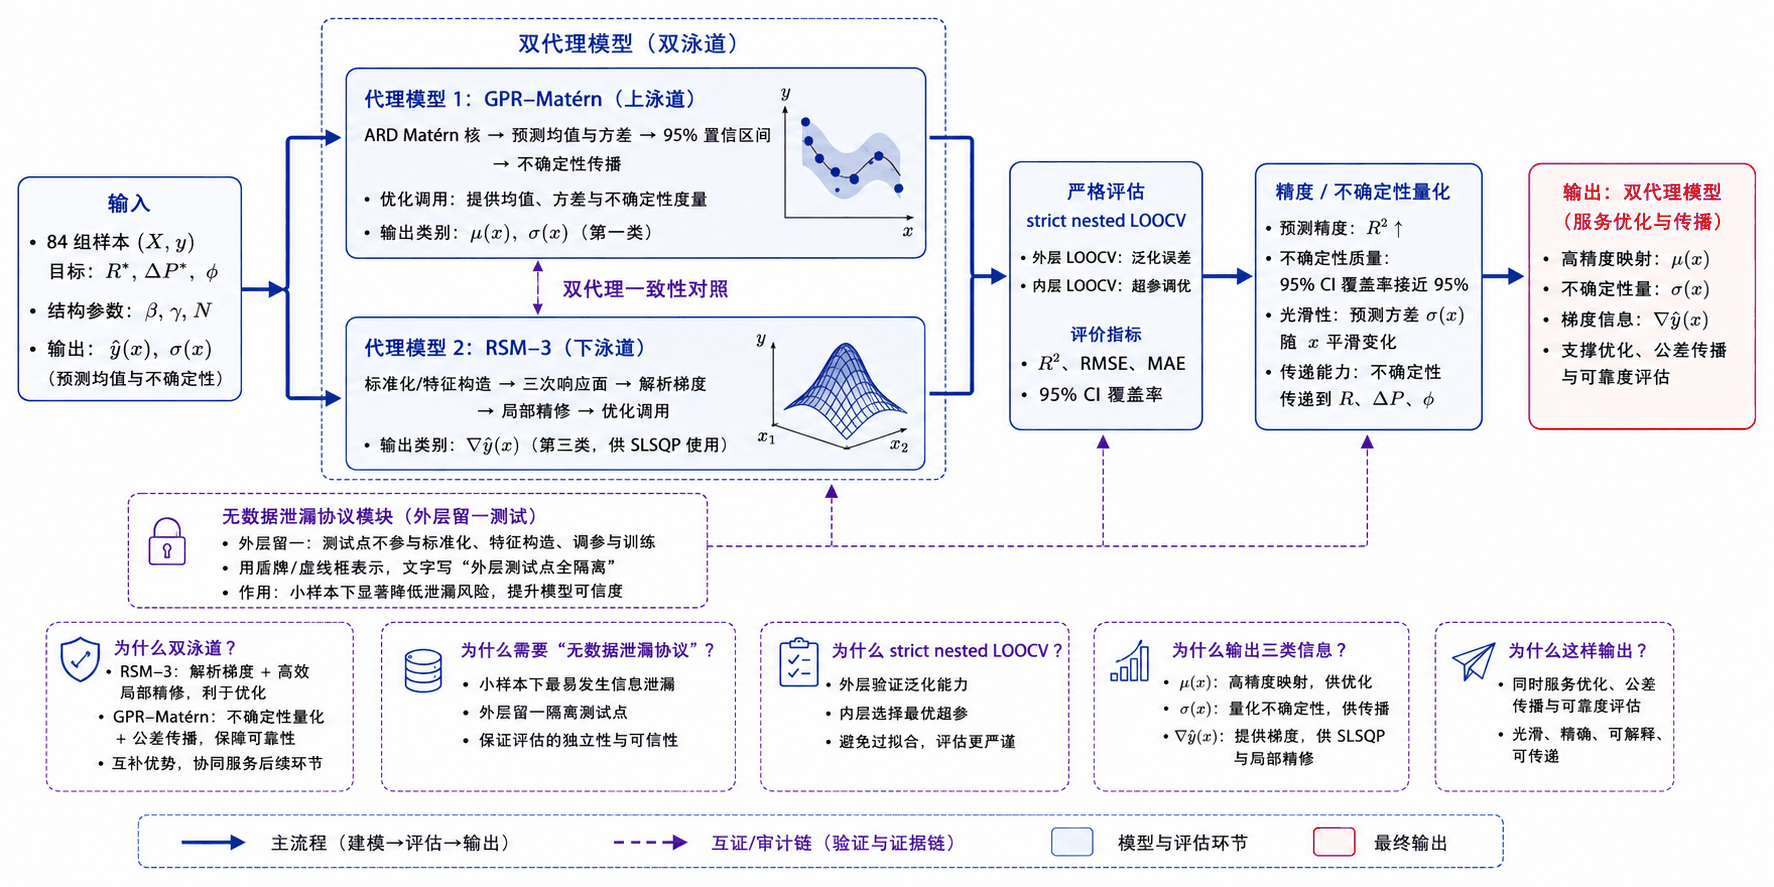 双代理模型（双泳道）
输入
• 84 组样本 (X, y)
目标：R*, ΔP*, ϕ
• 结构参数：β, γ, N
• 输出：ŷ(x), σ(x)
（预测均值与不确定性）
代理模型 1：GPR–Matérn（上泳道）
ARD Matérn 核 → 预测均值与方差 → 95% 置信区间
→ 不确定性传播
• 优化调用：提供均值、方差与不确定性度量
• 输出类别：μ(x), σ(x)（第一类）
y
x
双代理一致性对照
代理模型 2：RSM–3（下泳道）
标准化/特征构造 → 三次响应面 → 解析梯度
→ 局部精修 → 优化调用
• 输出类别：∇ŷ(x)（第三类，供 SLSQP 使用）
y
x₁
x₂
严格评估
strict nested LOOCV
• 外层 LOOCV：泛化误差
• 内层 LOOCV：超参调优
评价指标
• R²、RMSE、MAE
• 95% CI 覆盖率
精度 / 不确定性量化
• 预测精度：R² ↑
• 不确定性质量：
95% CI 覆盖率接近 95%
• 光滑性：预测方差 σ(x)
随 x 平滑变化
• 传递能力：不确定性
传递到 R、ΔP、ϕ
输出：双代理模型
（服务优化与传播）
• 高精度映射：μ(x)
• 不确定性量：σ(x)
• 梯度信息：∇ŷ(x)
• 支撑优化、公差传播
与可靠度评估
无数据泄漏协议模块（外层留一测试）
• 外层留一：测试点不参与标准化、特征构造、调参与训练
• 用盾牌/虚线框表示，文字写“外层测试点全隔离”
• 作用：小样本下显著降低泄漏风险，提升模型可信度
为什么双泳道？
• RSM–3：解析梯度 + 高效
局部精修，利于优化
• GPR–Matérn：不确定性量化
+ 公差传播，保障可靠性
• 互补优势，协同服务后续环节
为什么需要“无数据泄漏协议”？
• 小样本下最易发生信息泄漏
• 外层留一隔离测试点
• 保证评估的独立性与可信性
为什么 strict nested LOOCV？
• 外层验证泛化能力
• 内层选择最优超参
• 避免过拟合，评估更严谨
为什么输出三类信息？
• μ(x)：高精度映射，供优化
• σ(x)：量化不确定性，供传播
• ∇ŷ(x)：提供梯度，供 SLSQP
与局部精修
为什么这样输出？
• 同时服务优化、公差
传播与可靠度评估
• 光滑、精确、可解释、
可传递
主流程（建模→评估→输出）
互证/审计链（验证与证据链）
模型与评估环节
最终输出